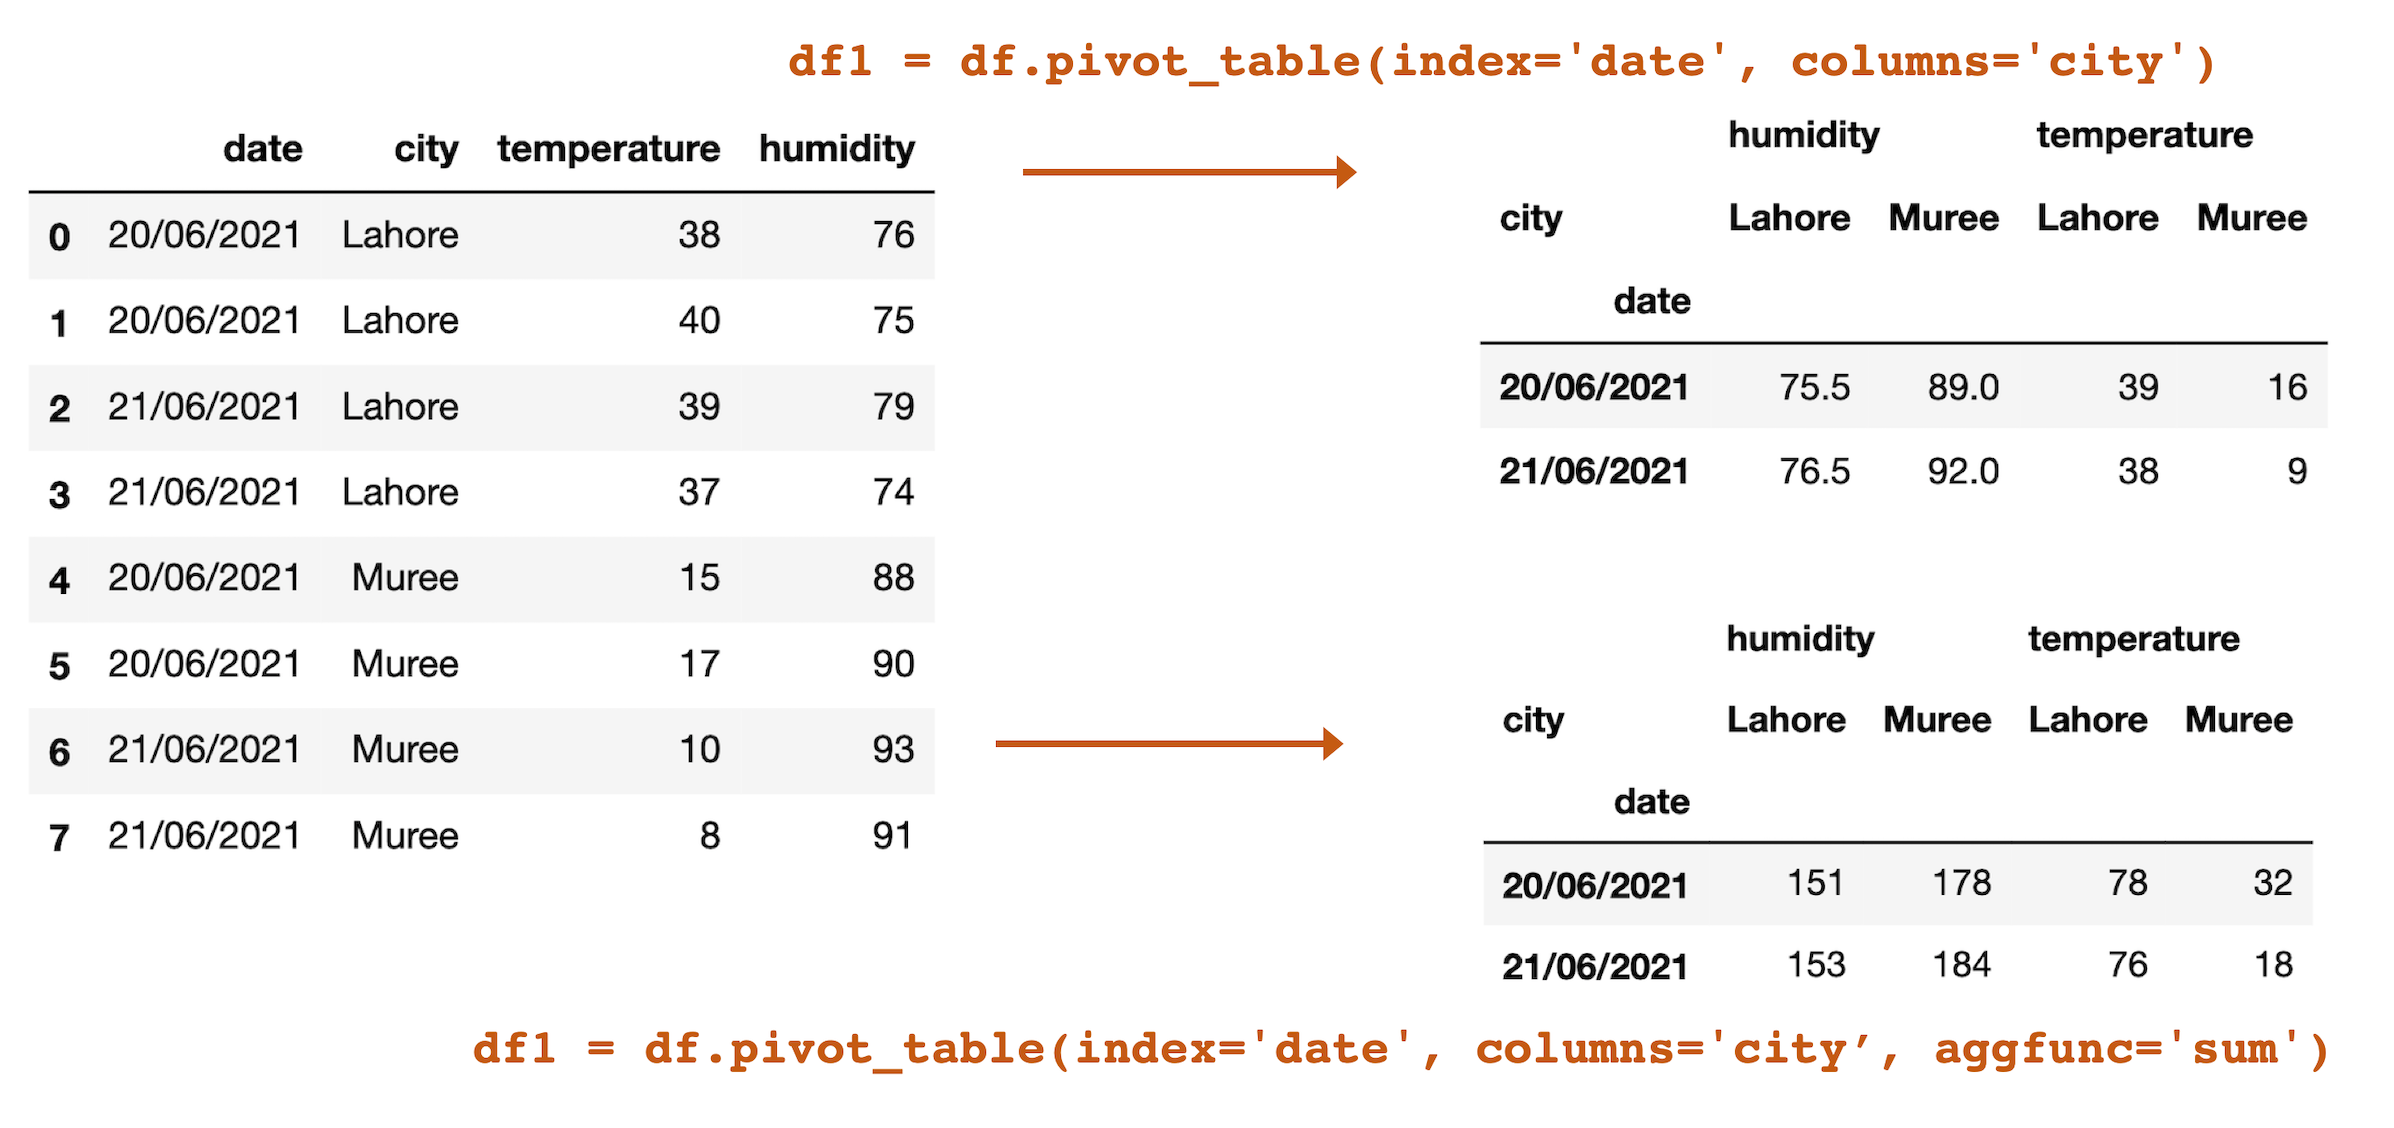 df1 = df.pivot_table(index='date', columns='city')
date city temperature humidity
0 20/06/2021 Lahore 38 76
1 20/06/2021 Lahore 40 75
2 21/06/2021 Lahore 39 79
3 21/06/2021 Lahore 37 74
4 20/06/2021 Muree 15 88
5 20/06/2021 Muree 17 90
6 21/06/2021 Muree 10 93
7 21/06/2021 Muree 8 91
humidity temperature
city Lahore Muree Lahore Muree
date
20/06/2021 75.5 89.0 39 16
21/06/2021 76.5 92.0 38 9
humidity temperature
city Lahore Muree Lahore Muree
date
20/06/2021 151 178 78 32
21/06/2021 153 184 76 18
df1 = df.pivot_table(index='date', columns='city’, aggfunc='sum')